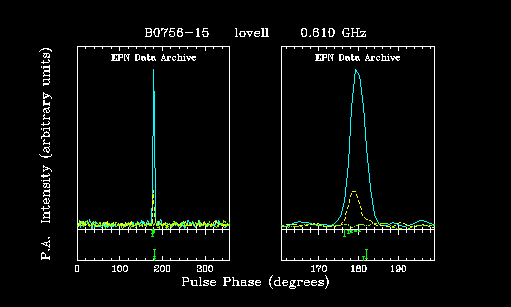 B0756-15 lovell 0.610 GHz
EPN Data Archive EPN Data Archive
P.A. Intensity (arbitrary units)
0 100 200 300 170 180 190
Pulse Phase (degrees)